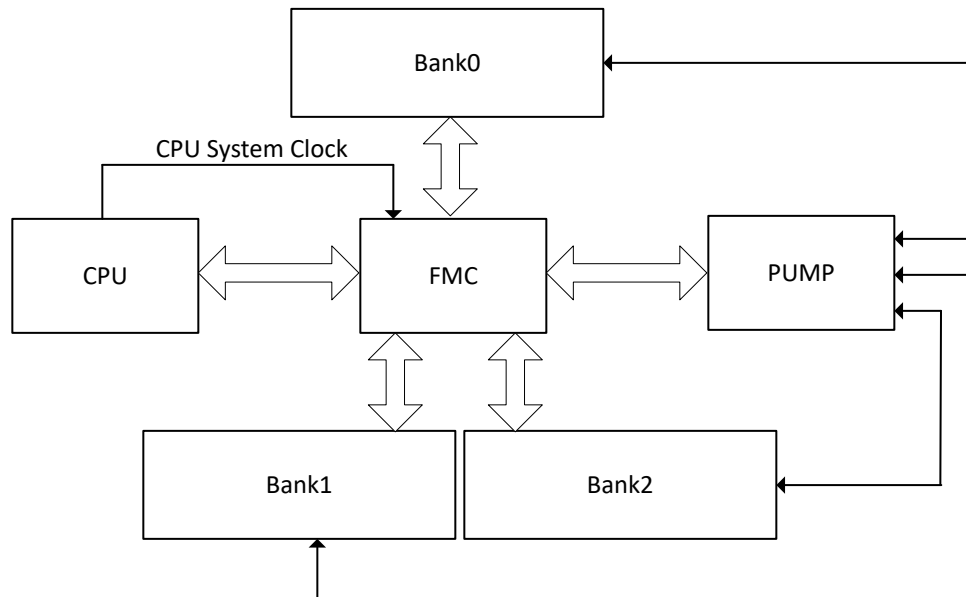 Bank0
CPU System Clock
CPU
FMC
PUMP
Bank1
Bank2